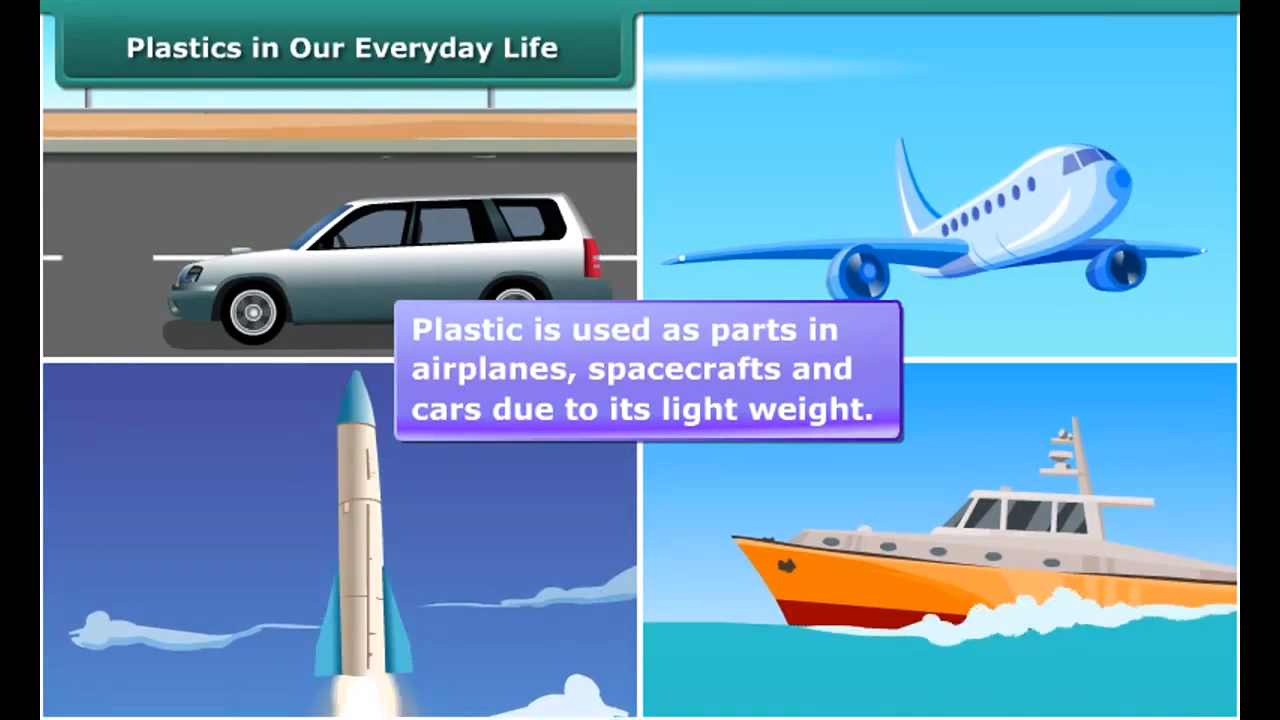 Plastics in Our Everyday Life
Plastic is used as parts in
airplanes, spacecrafts and
cars due to its light weight.